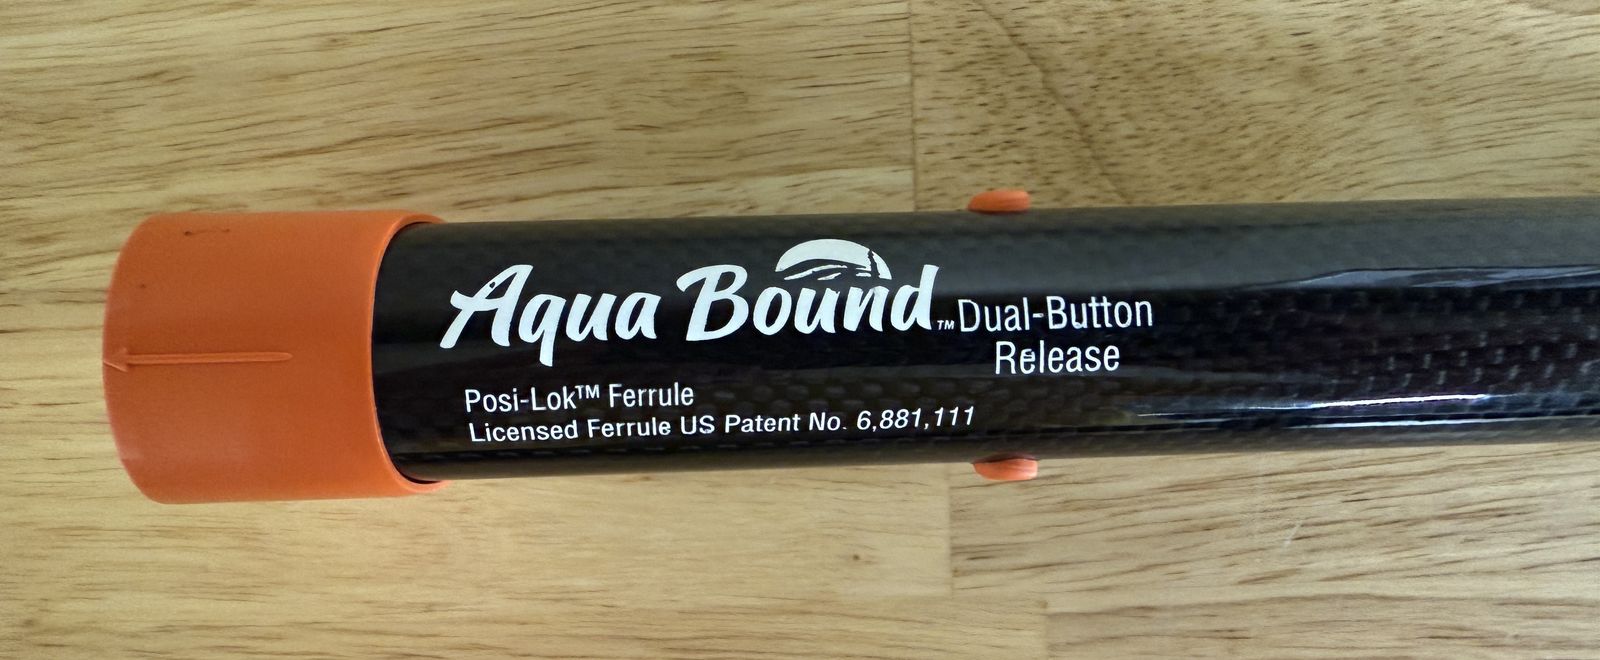 Aqua Bound™ Dual-Button
Release
Posi-Lok™ Ferrule
Licensed Ferrule US Patent No. 6,881,111